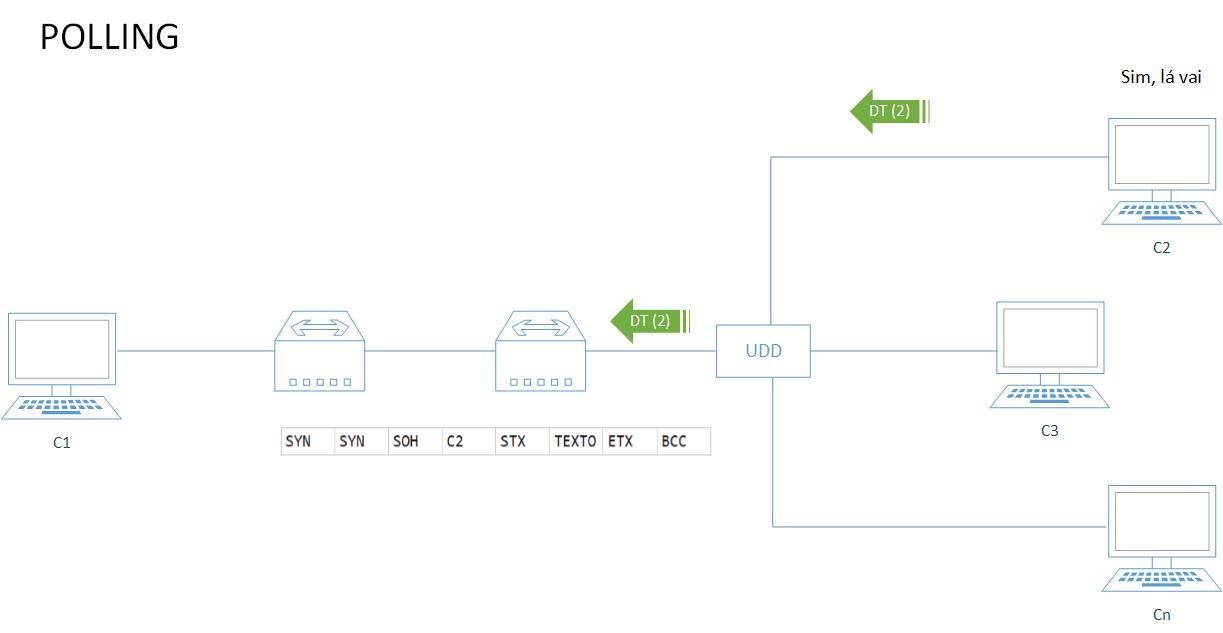 POLLING
Sim, lá vai
DT (2)
C2
DT (2)
UDD
C1
C3
SYN SYN SOH C2 STX TEXTO ETX BCC
Cn